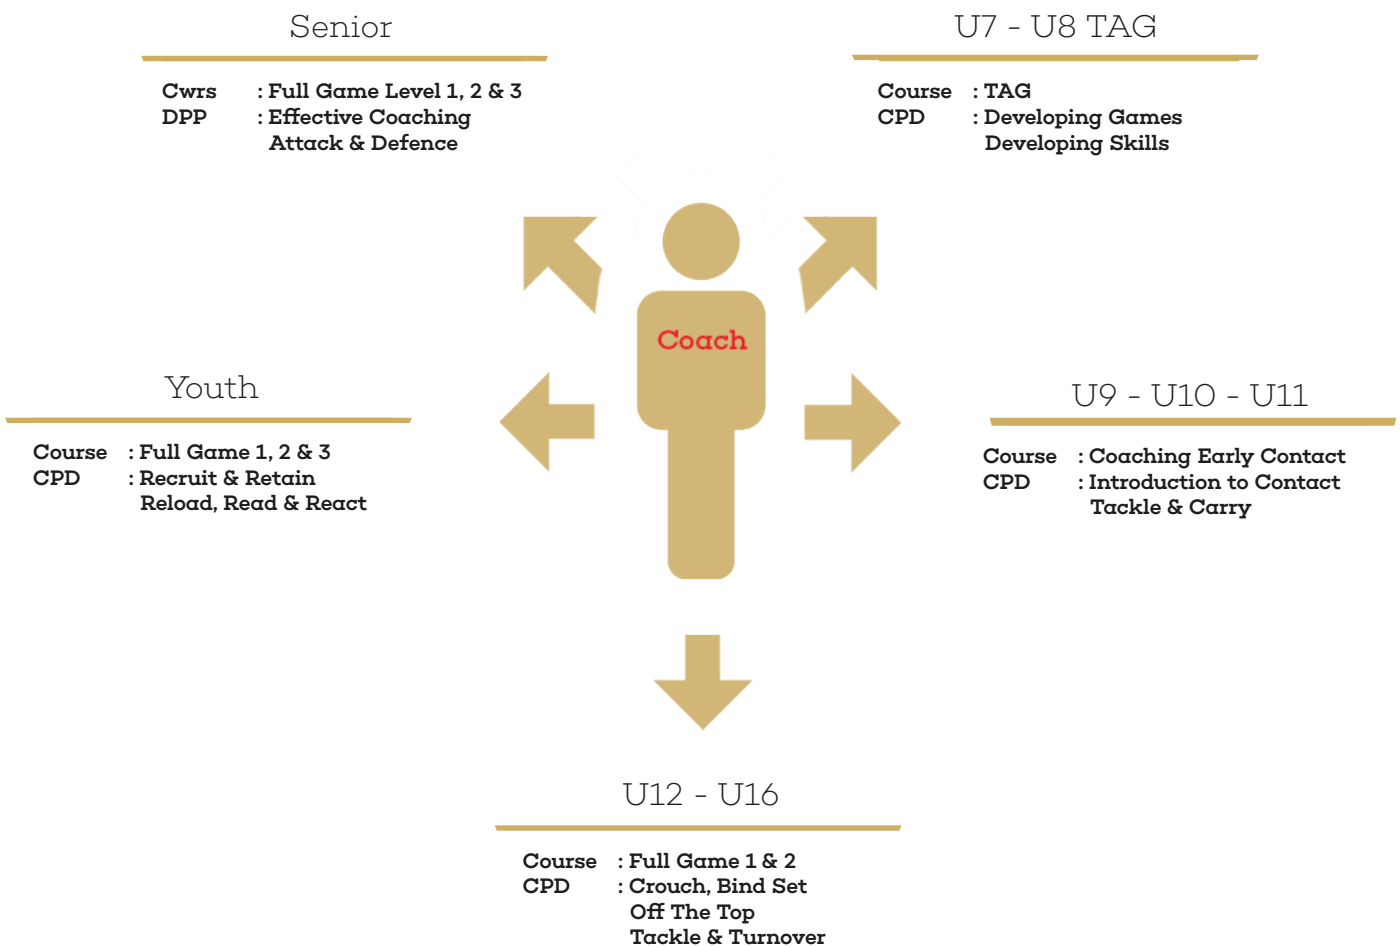 Senior
Cwrs : Full Game Level 1, 2 & 3
DPP : Effective Coaching
Attack & Defence
U7 - U8 TAG
Course : TAG
CPD : Developing Games
Developing Skills
Coach
Youth
Course : Full Game 1, 2 & 3
CPD : Recruit & Retain
Reload, Read & React
U9 - U10 - U11
Course : Coaching Early Contact
CPD : Introduction to Contact
Tackle & Carry
U12 - U16
Course : Full Game 1 & 2
CPD : Crouch, Bind Set
Off The Top
Tackle & Turnover